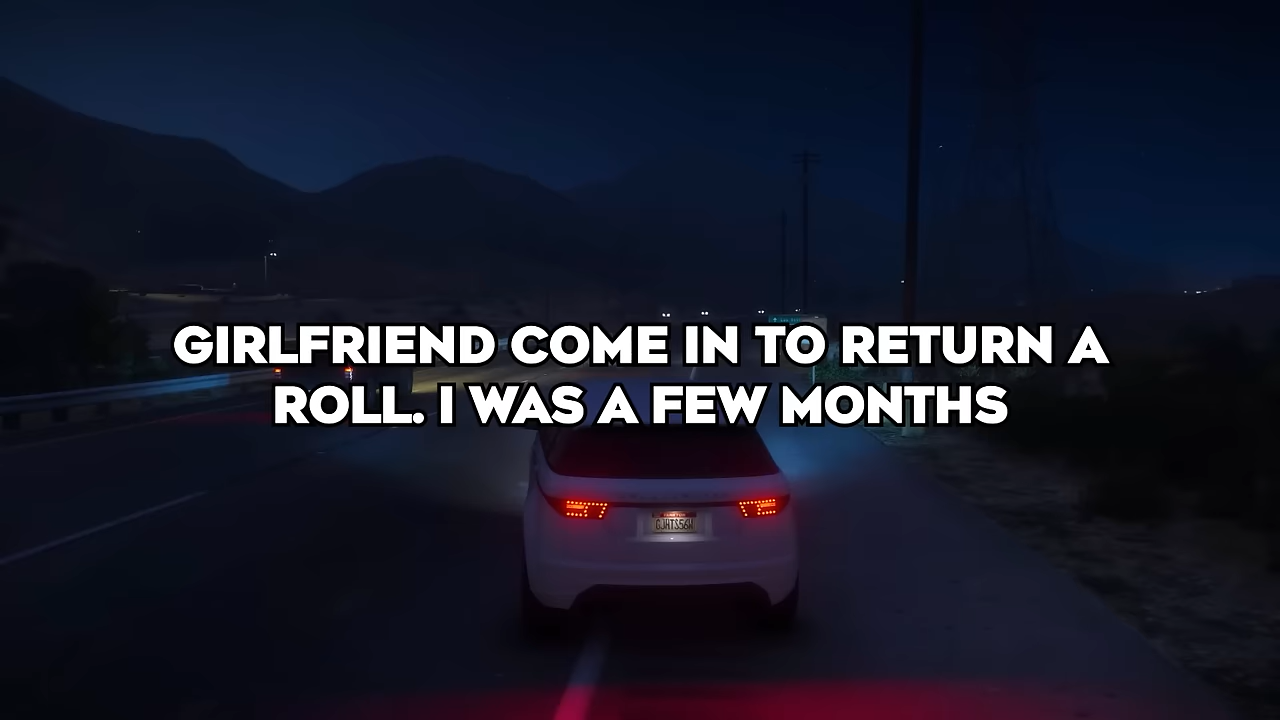 GIRLFRIEND COME IN TO RETURN A
ROLL. I WAS A FEW MONTHS